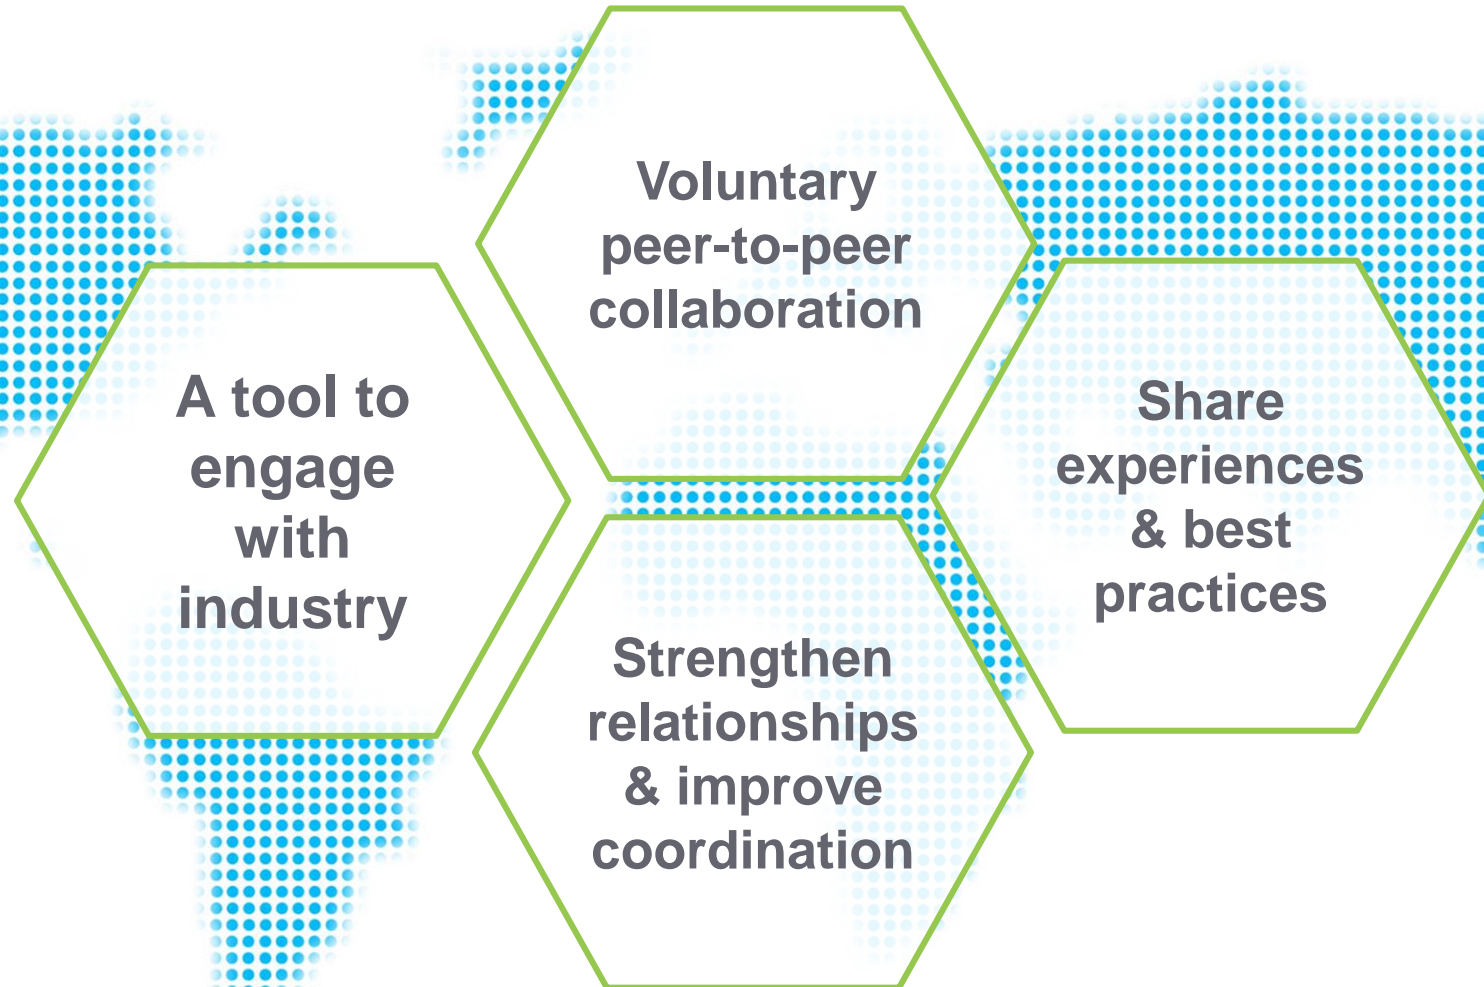 Voluntary
peer-to-peer
collaboration
A tool to
engage
with
industry
Share
experiences
& best
practices
Strengthen
relationships
& improve
coordination